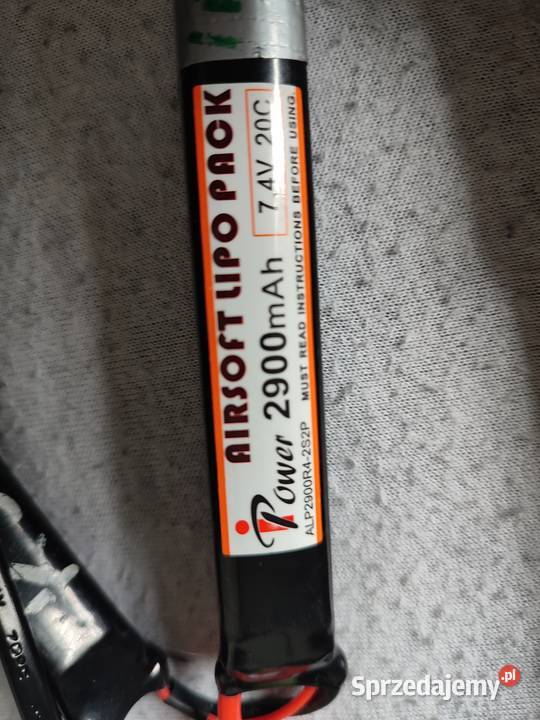 AIRSOFT LIPO PACK
iPower 2900mAh 7.4V 20C
ALP2900R4-2S2P MUST READ INSTRUCTIONS BEFORE USING.
Sprzedajemy.pl